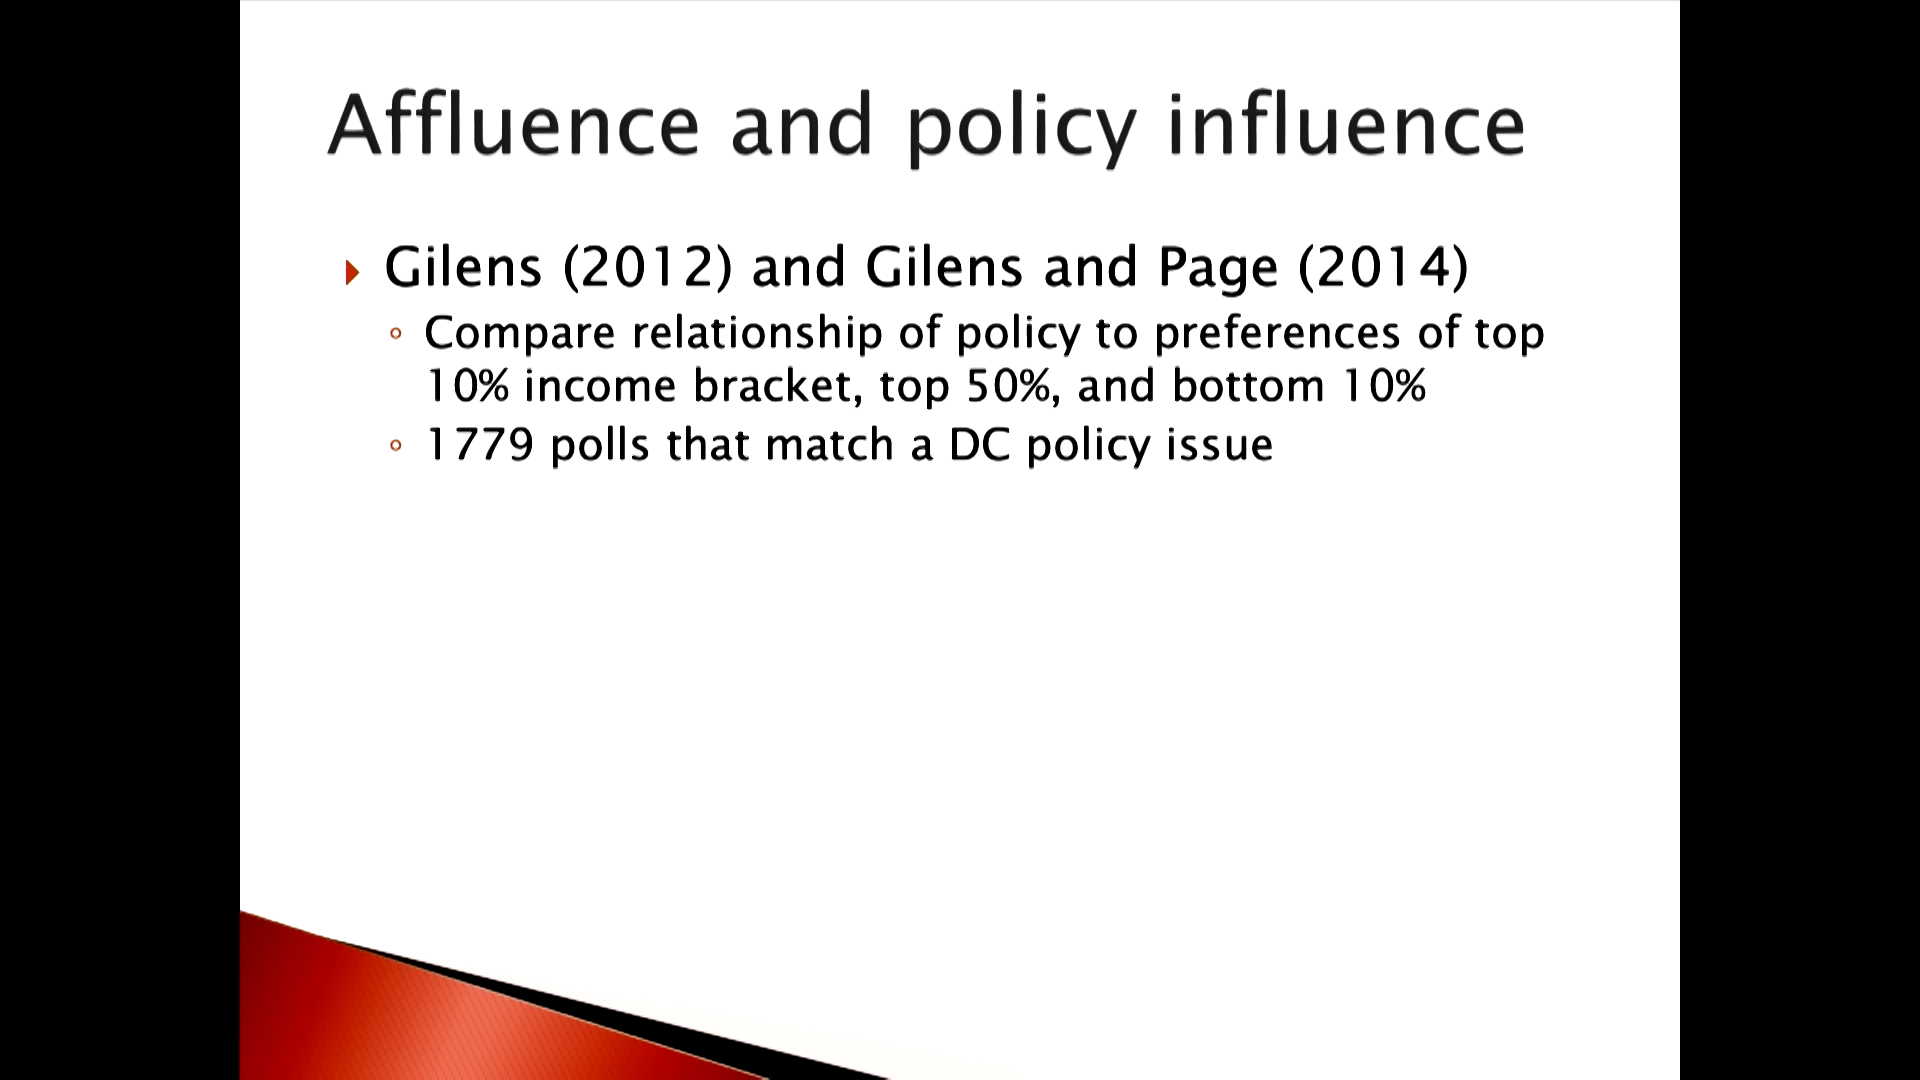 Affluence and policy influence
Gilens (2012) and Gilens and Page (2014)
Compare relationship of policy to preferences of top
10% income bracket, top 50%, and bottom 10%
1779 polls that match a DC policy issue